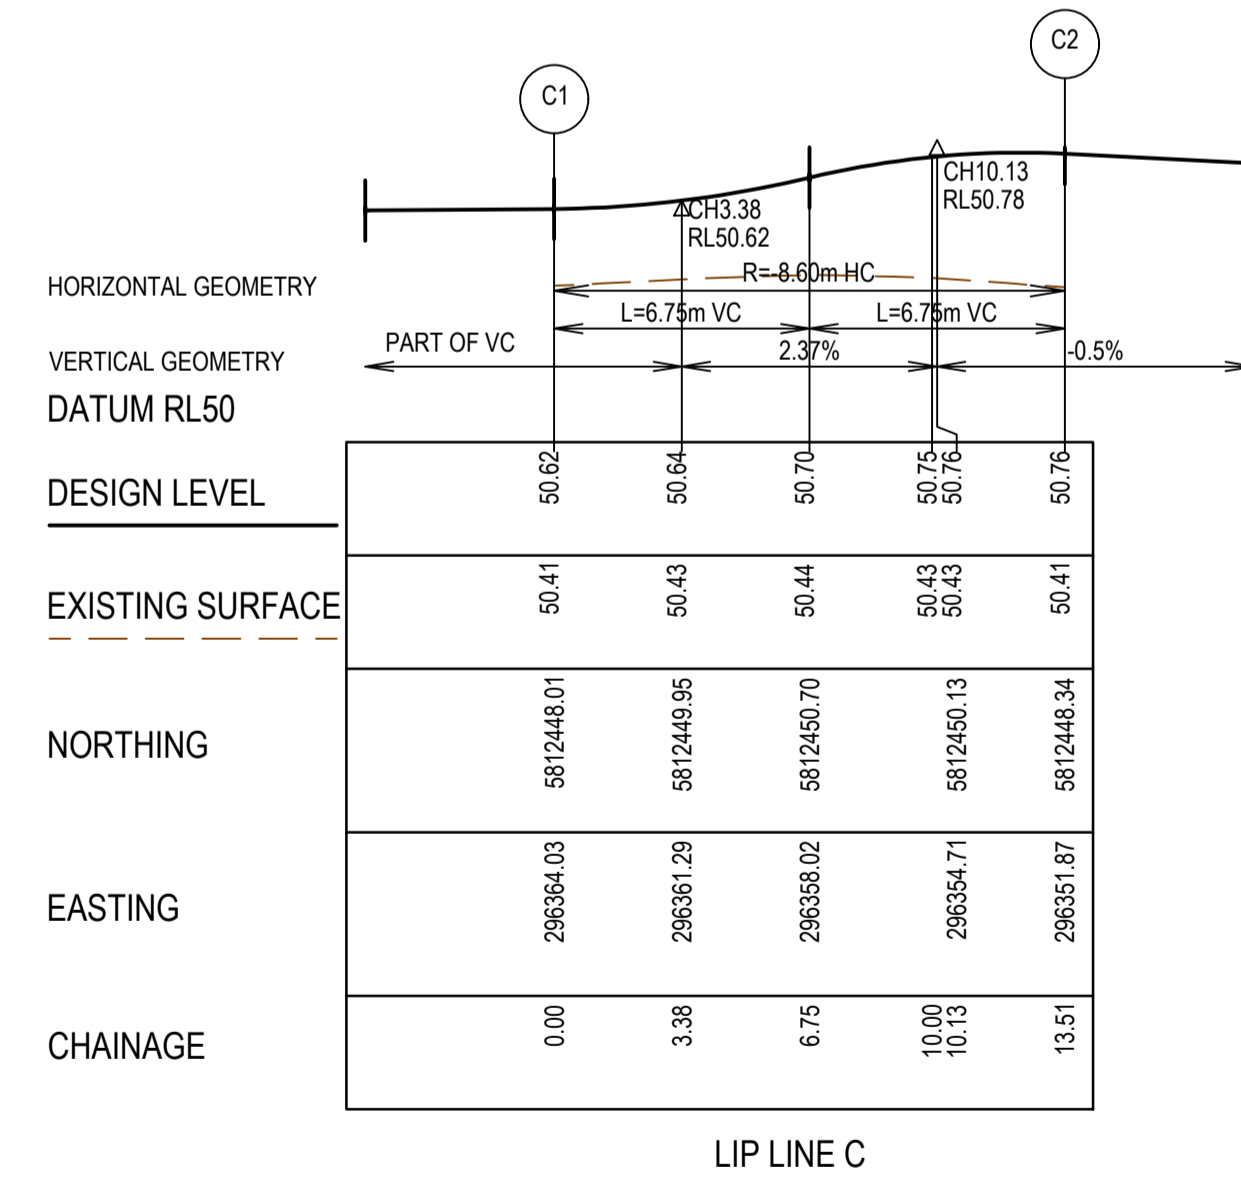 C1
C2
CH3.38
RL50.62
CH10.13
RL50.78
HORIZONTAL GEOMETRY
R=-8.60m HC
L=6.75m VC
L=6.75m VC
VERTICAL GEOMETRY
PART OF VC
2.37%
-0.5%
DATUM RL50
DESIGN LEVEL
50.62
50.64
50.70
50.75
50.76
50.76
EXISTING SURFACE
50.41
50.43
50.44
50.43
50.43
50.41
NORTHING
5812448.01
5812449.95
5812450.70
5812450.13
5812448.34
EASTING
296364.03
296361.29
296358.02
296354.71
296351.87
CHAINAGE
0.00
3.38
6.75
10.00
10.13
13.51
LIP LINE C